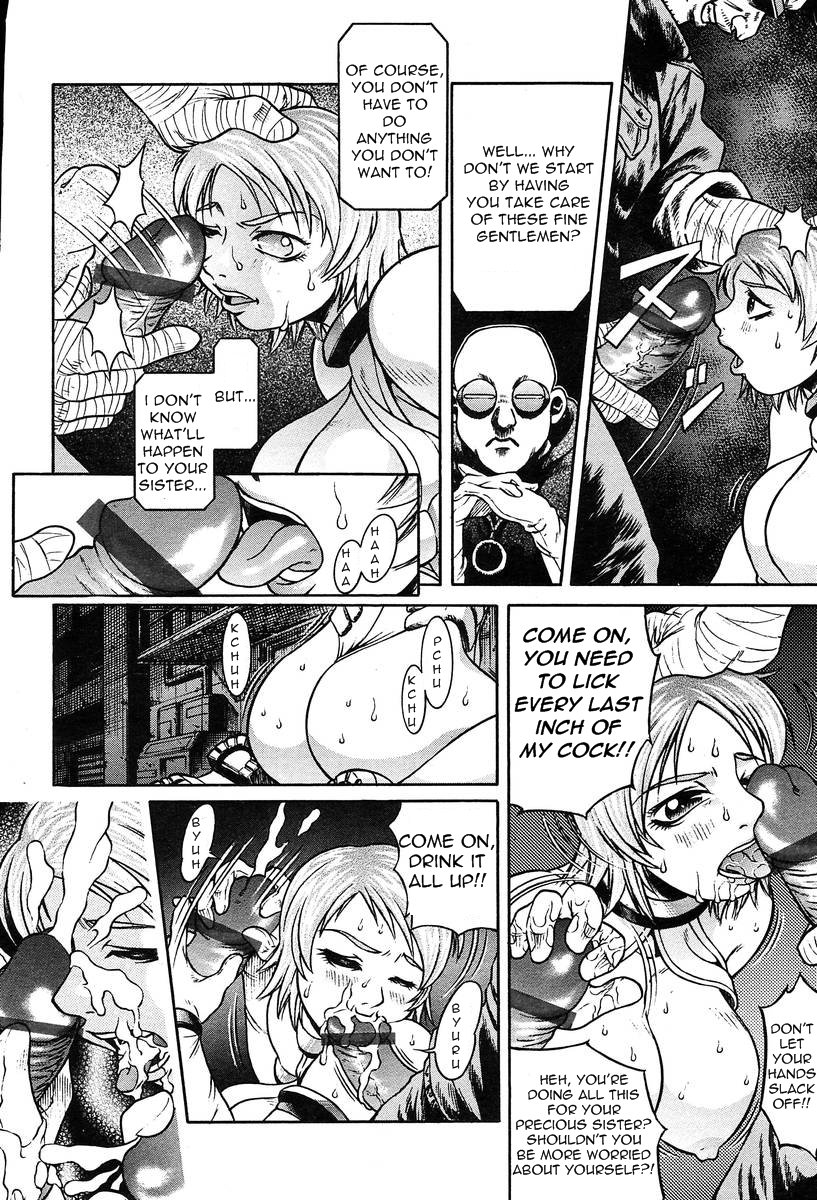 WELL... WHY
DON'T WE START
BY HAVING
YOU TAKE CARE
OF THESE FINE
GENTLEMEN?
OF COURSE,
YOU DON'T
HAVE TO
DO
ANYTHING
YOU DON'T
WANT TO!
BUT...
I DON'T
KNOW
WHAT'LL
HAPPEN
TO YOUR
SISTER...
HAAH
HAA
COME ON,
YOU NEED
TO LICK
EVERY LAST
INCH OF
MY COCK!!
DON'T
LET
YOUR
HANDS
SLACK
OFF!!
HEH, YOU'RE
DOING ALL THIS
FOR YOUR
PRECIOUS SISTER?
SHOULDN'T YOU
BE MORE WORRIED
ABOUT YOURSELF?!
PCHU
KCHU
KCHUH
COME ON,
DRINK IT
ALL UP!!
BYUH
BYURU